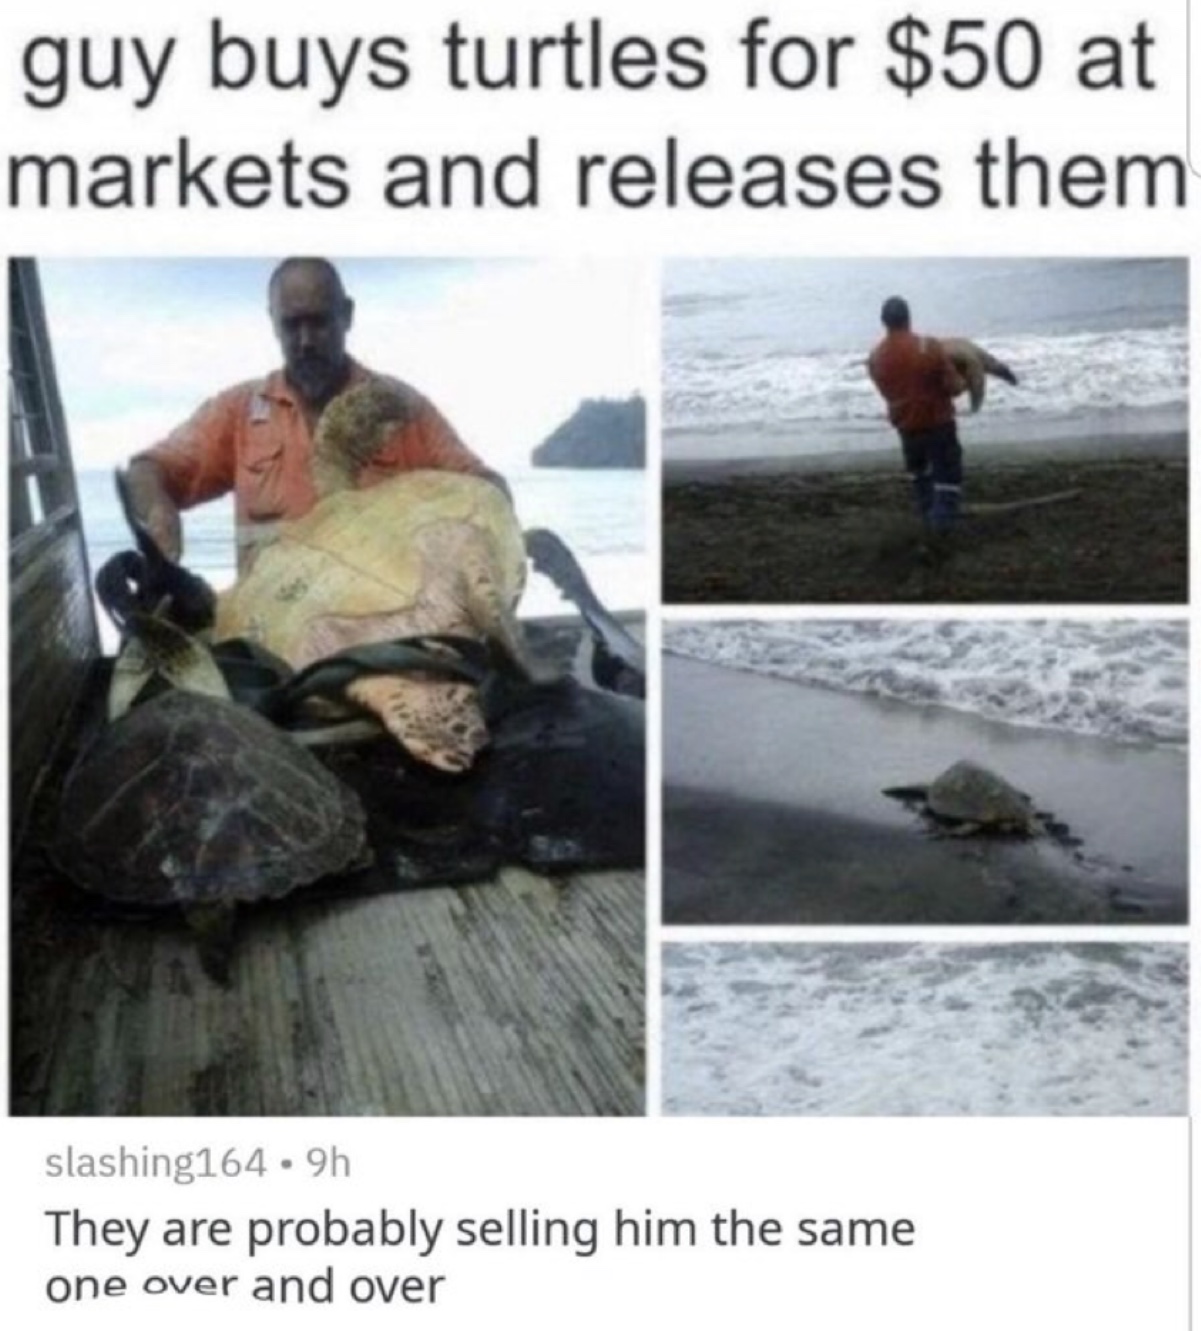 guy buys turtles for $50 at
markets and releases them
slashing164 • 9h
They are probably selling him the same
one over and over